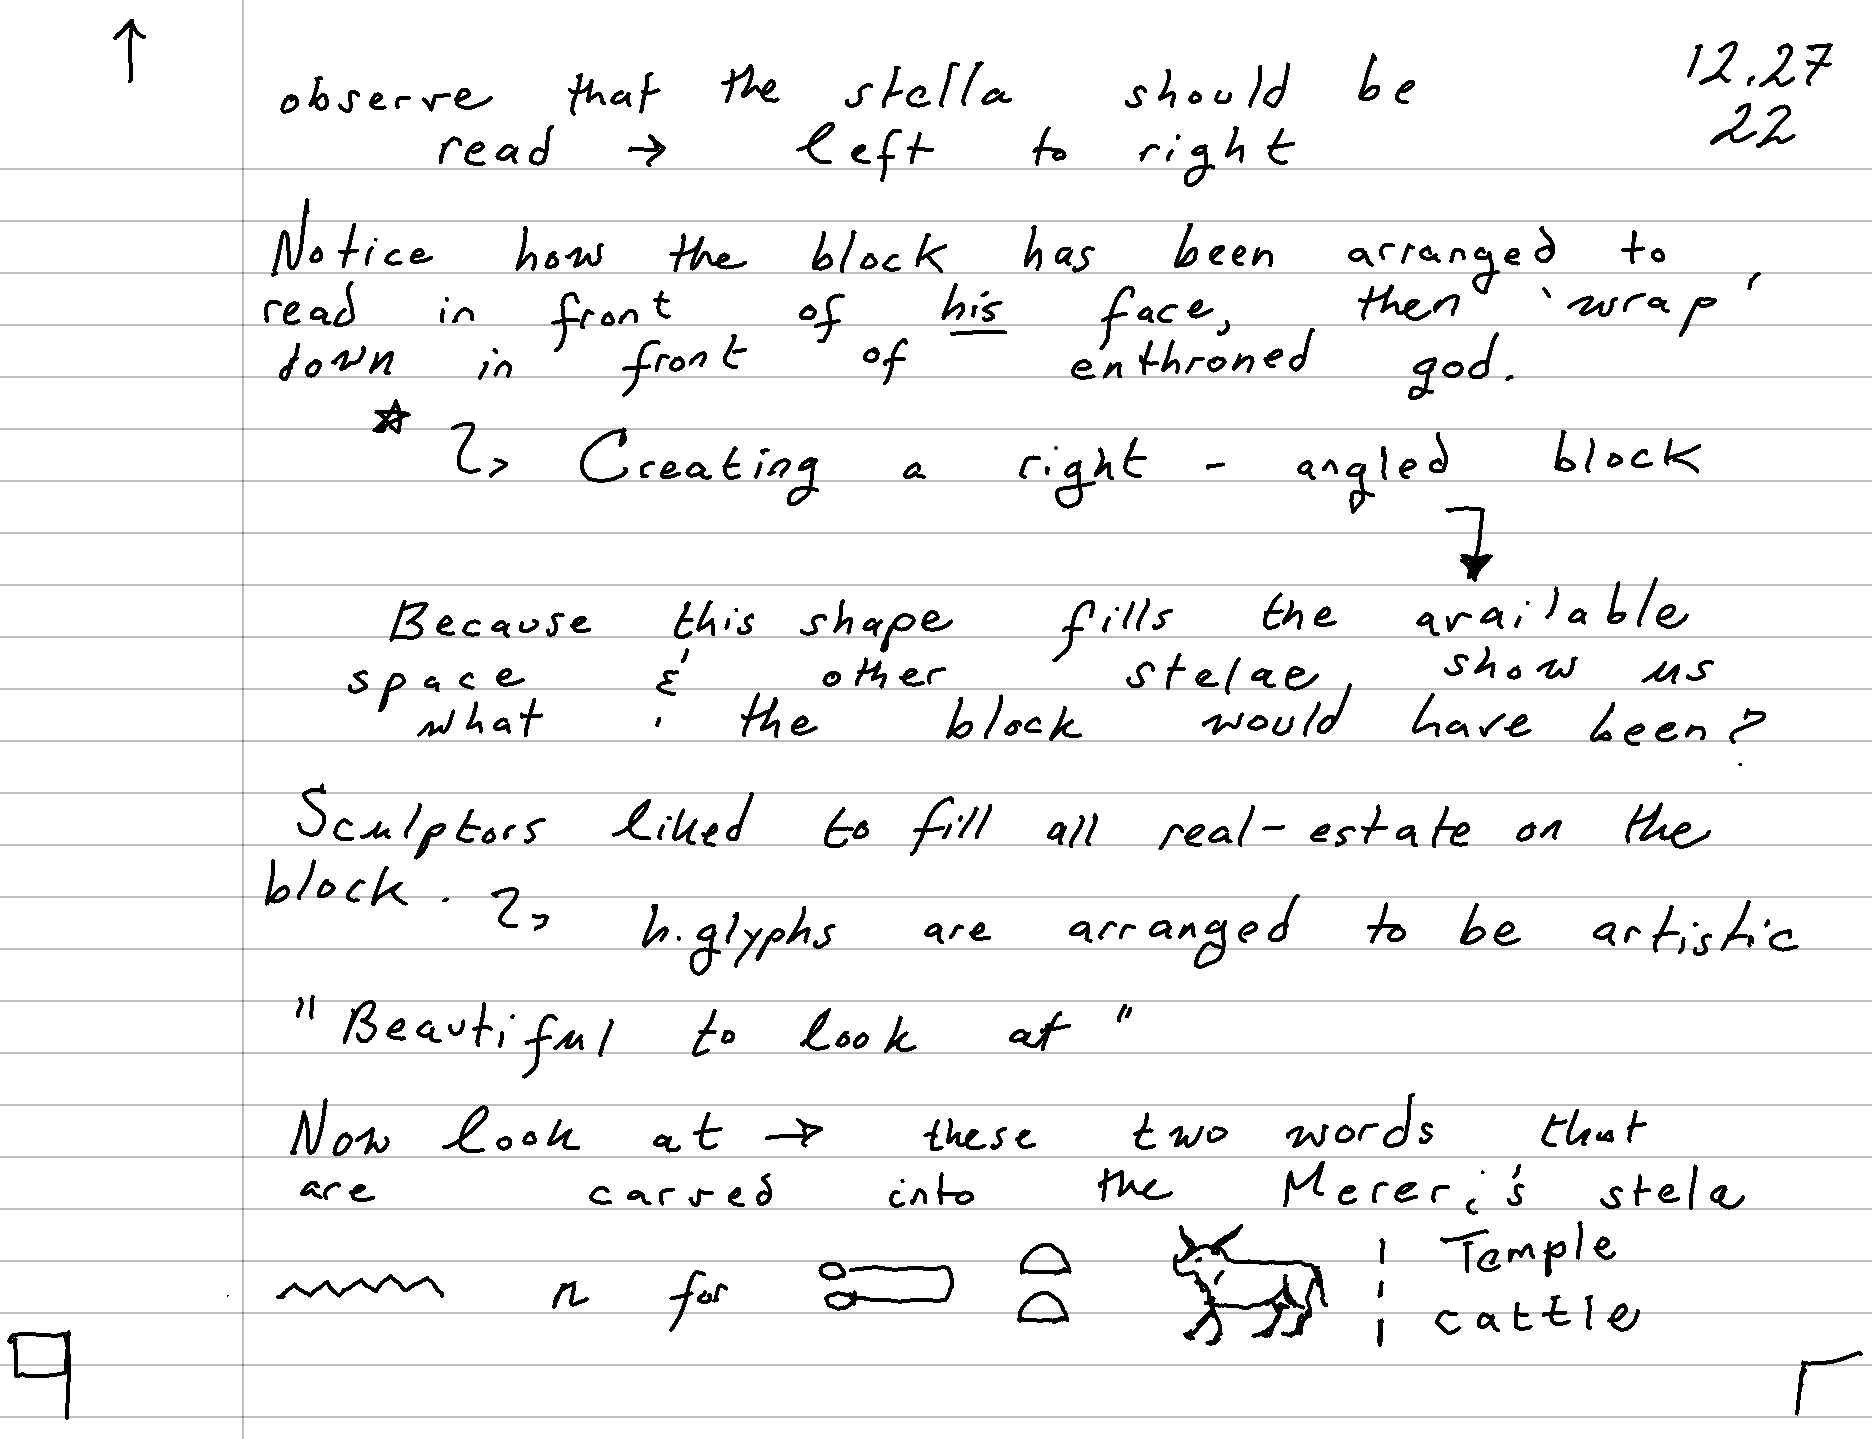 ↑
12.27
22
observe that the stella should be
read → left to right
Notice how the block has been arranged to
read in front of his face, then 'wrap'
down in front of enthroned god.
☆ ↳ Creating a right - angled block
Because this shape fills the available
space & other stelae show us
what the block would have been?
Sculptors liked to fill all real-estate on the
block. ↳ h.glyphs are arranged to be artistic
"Beautiful to look at"
Now look at → these two words that
are carved into the Mereri's stela
n for Temple
cattle